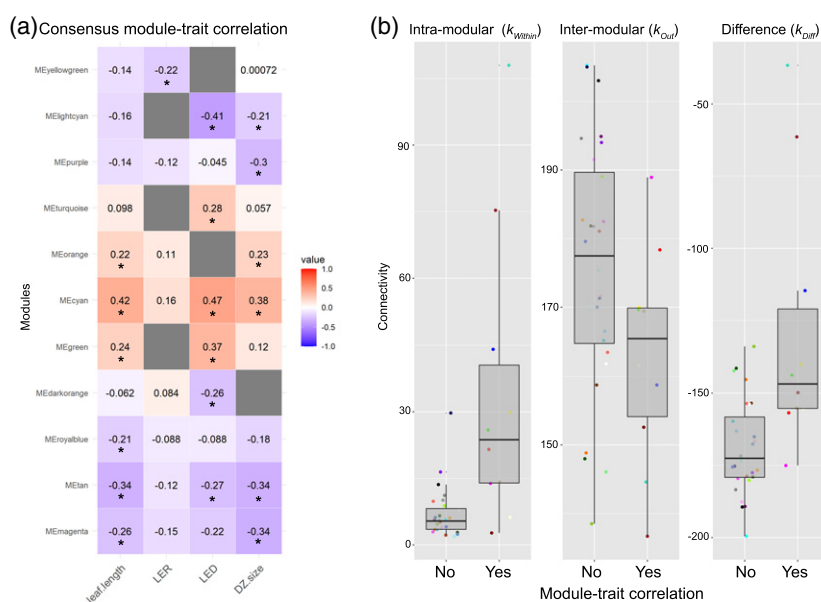 (a) Consensus module-trait correlation
Modules
MEyellowgreen -0.14 -0.22 * 0.00072
MElightcyan -0.16 -0.41 * -0.21 *
MEpurple -0.14 -0.12 -0.045 -0.3 *
MEturquoise 0.098 0.28 * 0.057
MEorange 0.22 * 0.11 0.23 *
MEcyan 0.42 * 0.16 0.47 * 0.38 *
MEgreen 0.24 * 0.37 * 0.12
MEdarkorange -0.062 0.084 -0.26 *
MEroyalblue -0.21 * -0.088 -0.088 -0.18
MEtan -0.34 * -0.12 -0.27 * -0.34 *
MEmagenta -0.26 * -0.15 -0.22 -0.34 *
leaf.length LER LED DZ.size
value
1.0
0.5
0.0
-0.5
-1.0
(b) Intra-modular (kWithin) Inter-modular (kOut) Difference (kDiff)
Connectivity
90
60
30
0
190
170
150
-50
-100
-150
-200
No Yes No Yes No Yes
Module-trait correlation